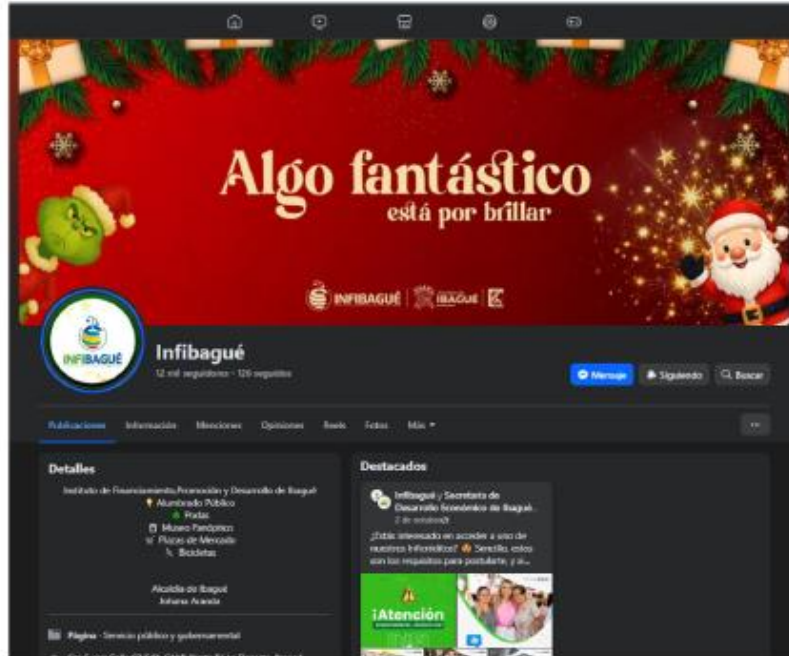 Algo fantástico
está por brillar
INFIBAGUÉ
IBAGUÉ
INFIBAGUÉ
Infibagué
12 mil seguidores · 126 seguidos
Mensaje
Siguiendo
Buscar
Publicaciones
Información
Menciones
Opiniones
Reels
Fotos
Más
Detalles
Instituto de Financiamiento, Promoción y Desarrollo de Ibagué
Alumbrado Público
Podas
Museo Panóptico
Plazas de Mercado
Bicicletas
Alcaldía de Ibagué
Johana Aranda
Página · Servicio público y gubernamental
Destacados
Infibagué y Secretaría de
Desarrollo Económico de Ibagué.
2 de
¿Estás interesado en acceder a uno de
nuestros Sencillo, estos
son los requisitos para postularte, y a...
¡Atención